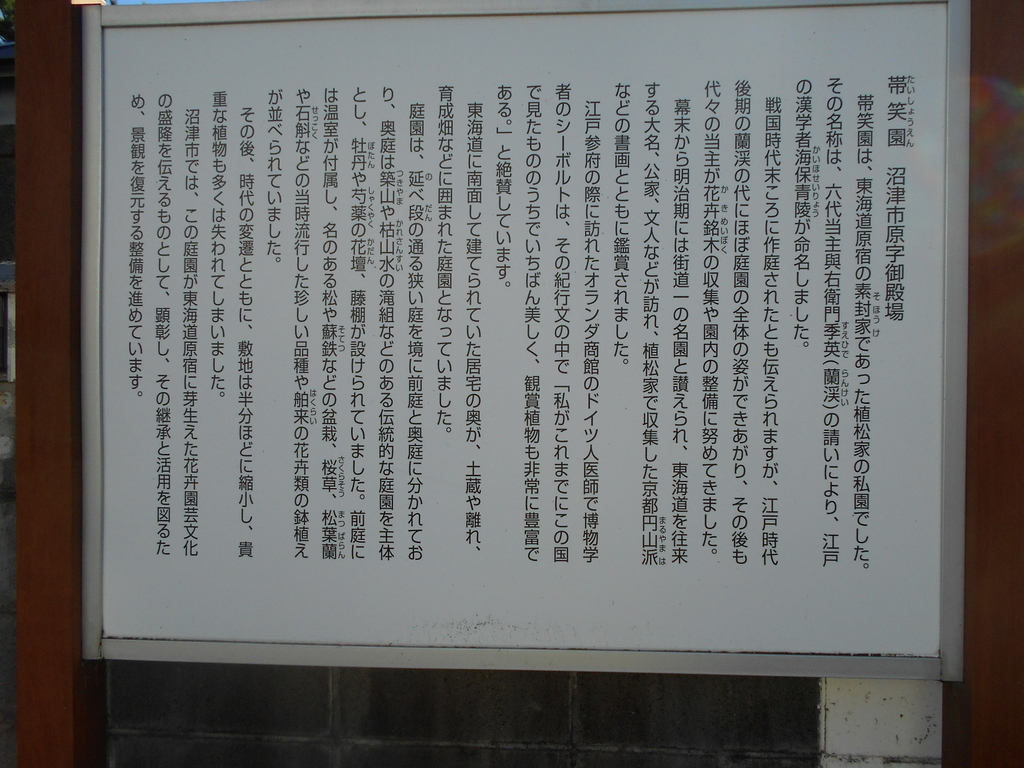 帯笑園　沼津市原字御殿場
　帯笑園は、東海道原宿の素封家であった植松家の私園でした。
その名称は、六代当主與右衛門季英（蘭渓）の請いにより、江戸
の漢学者海保青陵が命名しました。
　戦国時代末ころに作庭されたとも伝えられますが、江戸時代
後期の蘭渓の代にほぼ庭園の全体の姿ができあがり、その後も
代々の当主が花卉銘木の収集や園内の整備に努めてきました。
　幕末から明治期には街道一の名園と讃えられ、東海道を往来
する大名、公家、文人などが訪れ、植松家で収集した京都円山派
などの書画とともに鑑賞されました。
　江戸参府の際に訪れたオランダ商館のドイツ人医師で博物学
者のシーボルトは、その紀行文の中で「私がこれまでにこの国
で見たもののうちでいちばん美しく、観賞植物も非常に豊富で
ある。」と絶賛しています。
　東海道に南面して建てられていた居宅の奥が、土蔵や離れ、
育成畑などに囲まれた庭園となっていました。
　庭園は、延べ段の通る狭い庭を境に前庭と奥庭に分かれてお
り、奥庭は築山や枯山水の滝組などのある伝統的な庭園を主体
とし、牡丹や芍薬の花壇、藤棚が設けられていました。前庭に
は温室が付属し、名のある松や蘇鉄などの盆栽、桜草、松葉蘭
や石斛などの当時流行した珍しい品種や舶来の花卉類の鉢植え
が並べられていました。
　その後、時代の変遷とともに、敷地は半分ほどに縮小し、貴
重な植物も多くは失われてしまいました。
　沼津市では、この庭園が東海道原宿に芽生えた花卉園芸文化
の盛隆を伝えるものとして、顕彰し、その継承と活用を図るた
め、景観を復元する整備を進めています。